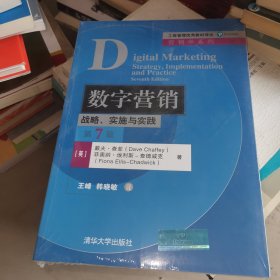 工商管理优秀教材译丛
营销学系列
Digital Marketing
Strategy, Implementation
and Practice
Seventh Edition
数字营销
战略、实施与实践
第7版
[英]
戴夫·查菲 (Dave Chaffey)
菲奥纳·埃利斯-查德威克
(Fiona Ellis-Chadwick)
著
王峰 韩晓敏 译
清华大学出版社